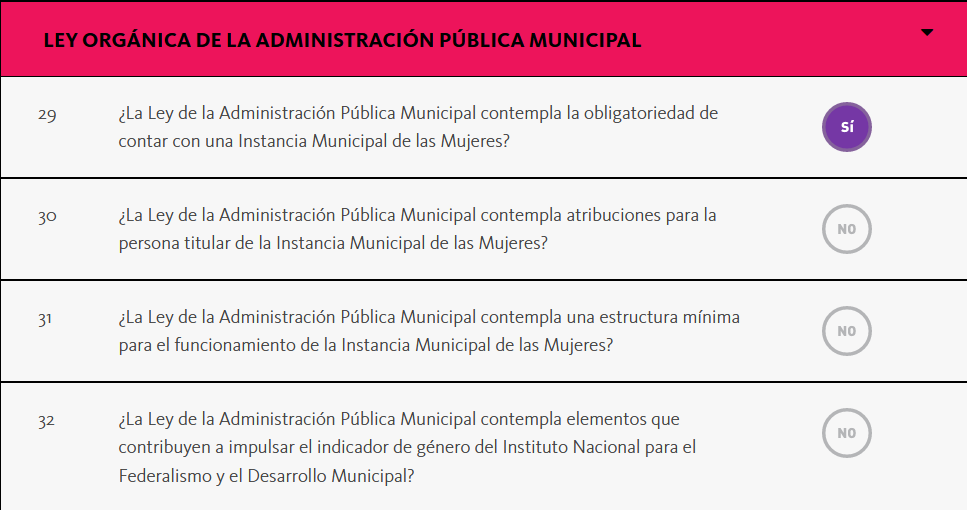 LEY ORGÁNICA DE LA ADMINISTRACIÓN PÚBLICA MUNICIPAL
29
¿La Ley de la Administración Pública Municipal contempla la obligatoriedad de
contar con una Instancia Municipal de las Mujeres?
SÍ
30
¿La Ley de la Administración Pública Municipal contempla atribuciones para la
persona titular de la Instancia Municipal de las Mujeres?
NO
31
¿La Ley de la Administración Pública Municipal contempla una estructura mínima
para el funcionamiento de la Instancia Municipal de las Mujeres?
NO
32
¿La Ley de la Administración Pública Municipal contempla elementos que
contribuyen a impulsar el indicador de género del Instituto Nacional para el
Federalismo y el Desarrollo Municipal?
NO